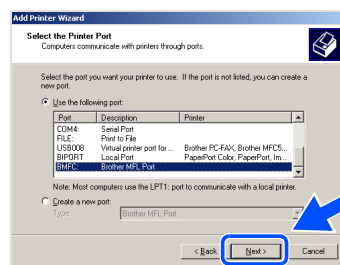 Add Printer Wizard
Select the Printer Port
Computers communicate with printers through ports.
Select the port you want your printer to use. If the port is not listed, you can create a
new port.
Use the following port:
Port Description Printer
COM4: Serial Port
FILE: Print to File
USB008 Virtual printer port for ... Brother PC-FAX, Brother MFC5...
BIPORT Local Port PaperPort Color, PaperPort, Im...
BMFC: Brother MFL Port
Note: Most computers use the LPT1: port to communicate with a local printer.
Create a new port:
Type: Brother MFL Port
< Back Next > Cancel